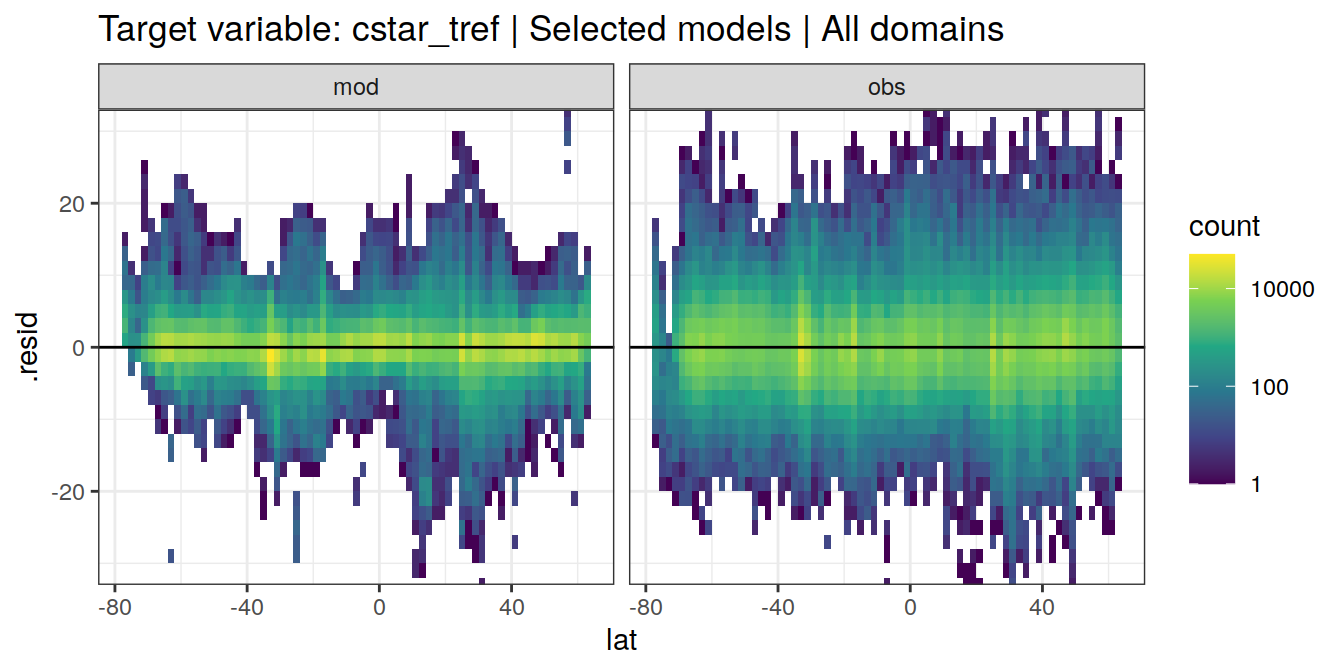 Target variable: cstar_tref | Selected models | All domains
mod
obs
.resid
20
0
-20
-80
-40
0
40
-80
-40
0
40
lat
count
10000
100
1